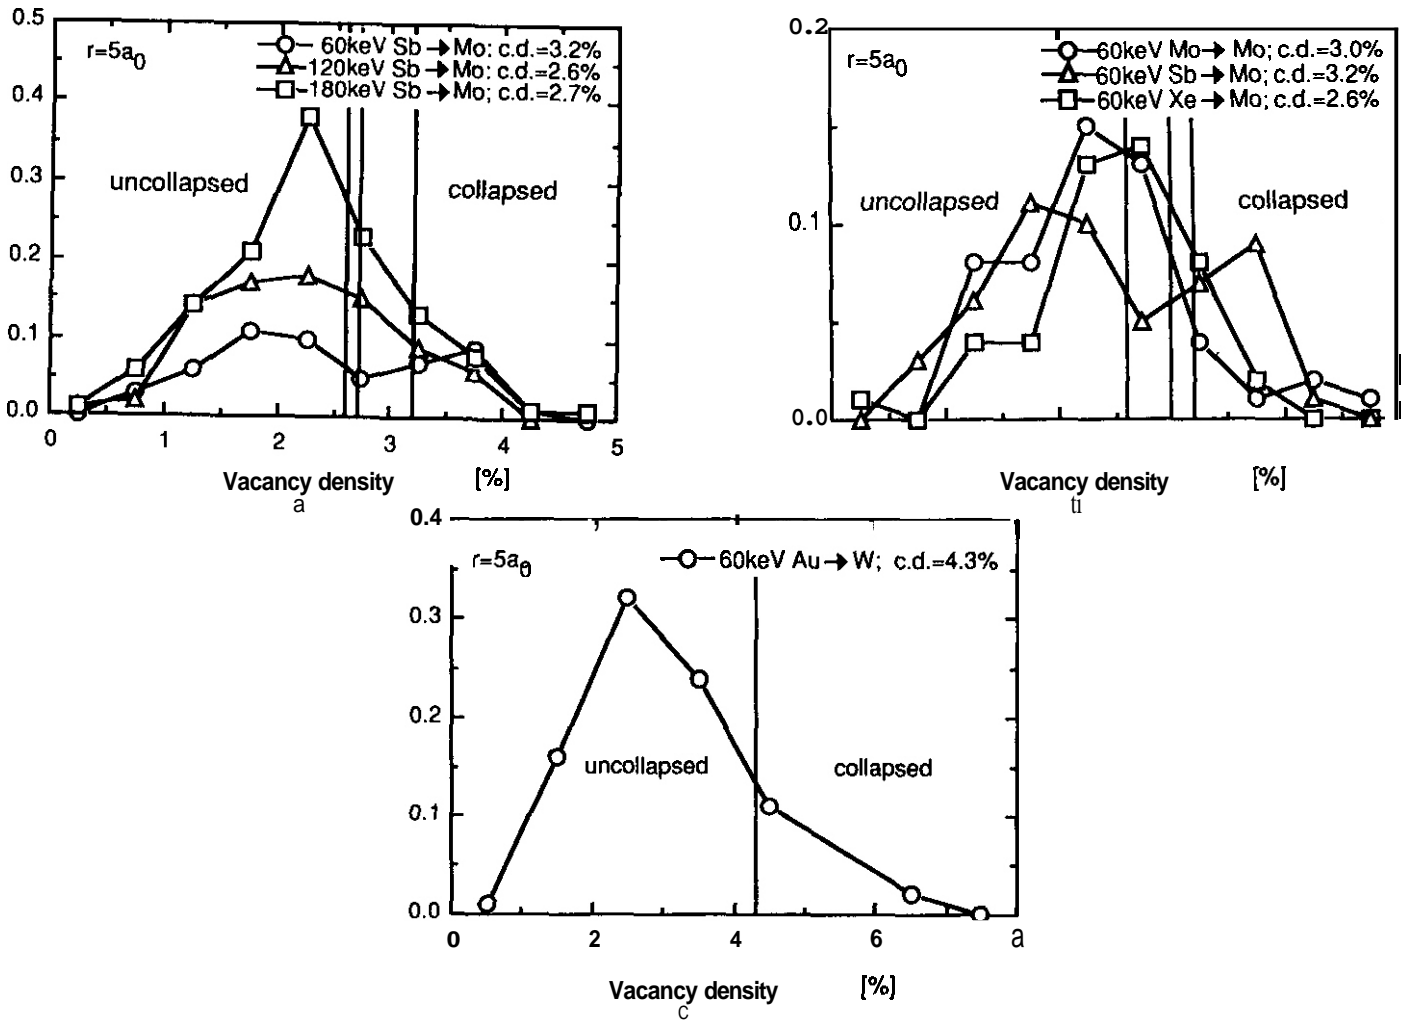 0.5
r=5a0
60keV Sb → Mo: c.d.=3.2%
120keV Sb → Mo; c.d.=2.6%
180keV Sb → Mo; c.d.=2.7%
0.4
0.3
uncollapsed
collapsed
0.2
0.1
0.0
0 1 2 3 4 5
Vacancy density [%]
a
0.2
r=5a0
60keV Mo → Mo; c.d.=3.0%
60keV Sb → Mo; c.d.=3.2%
60keV Xe → Mo; c.d.=2.6%
uncollapsed
collapsed
0.1
0.0
Vacancy density [%]
0.4
r=5a0
60keV Au → W; c.d.=4.3%
0.3
0.2
uncollapsed
collapsed
0.1
0.0
0 2 4 6 a
Vacancy density [%]
c